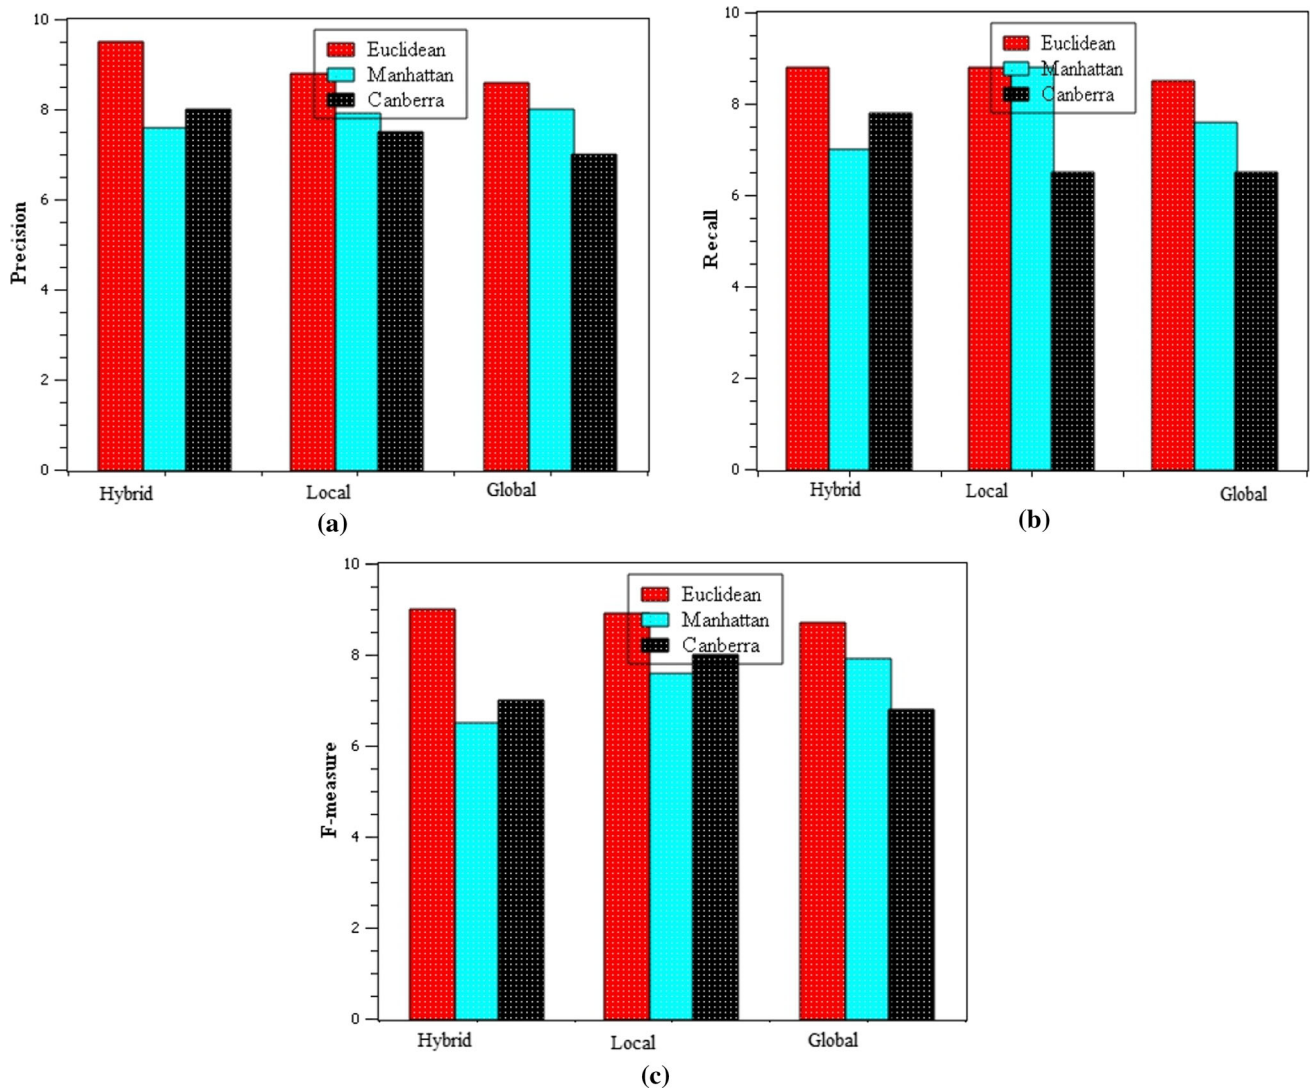 10
8
6
4
2
0
Precision
Euclidean
Manhattan
Canberra
Hybrid
Local
Global
(a)
10
8
6
4
2
0
Recall
Euclidean
Manhattan
Canberra
Hybrid
Local
Global
(b)
10
8
6
4
2
0
F-measure
Euclidean
Manhattan
Canberra
Hybrid
Local
Global
(c)